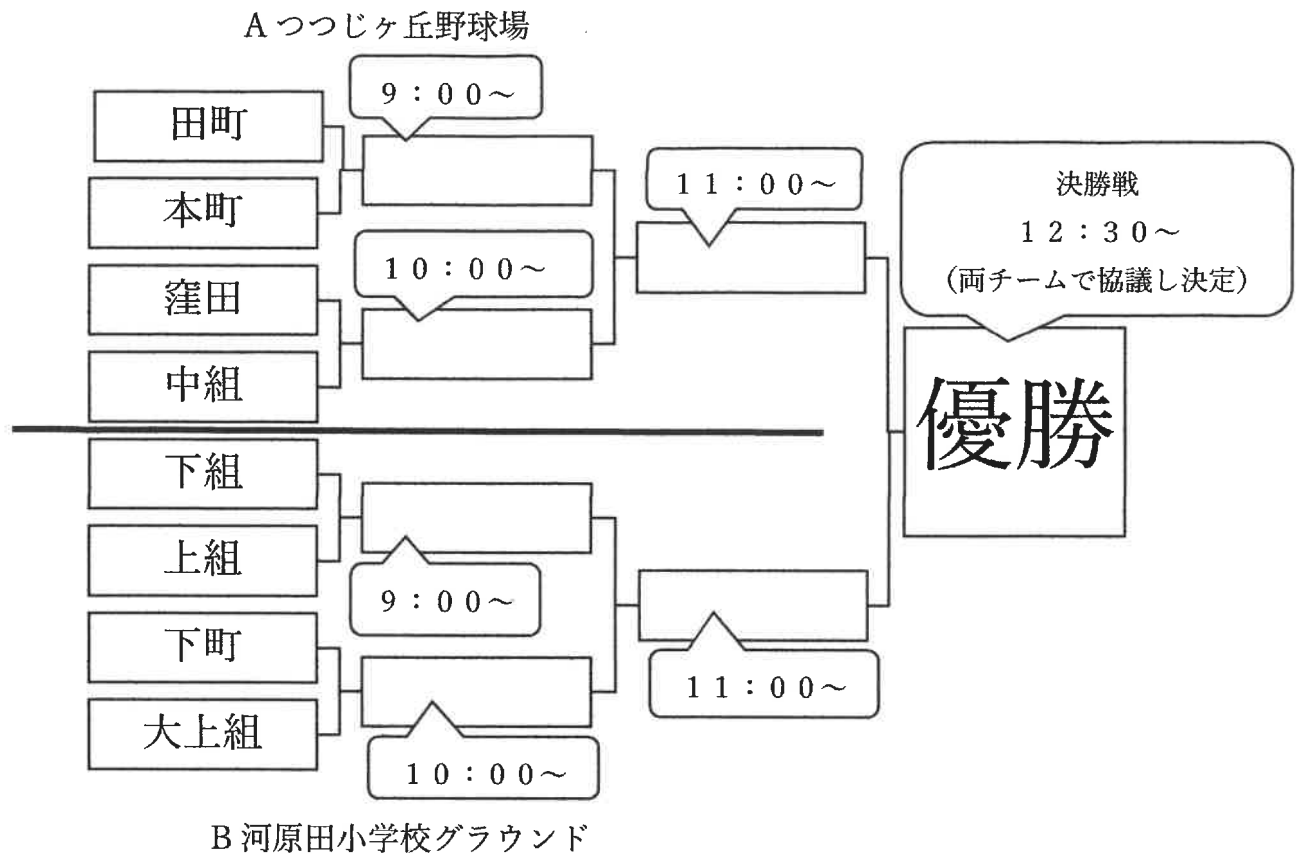 A つつじヶ丘野球場
9:00～
田町
本町
10:00～
窪田
中組
11:00～
決勝戦
12:30～
(両チームで協議し決定)
優勝
下組
上組
9:00～
下町
大上組
10:00～
11:00～
B 河原田小学校グラウンド